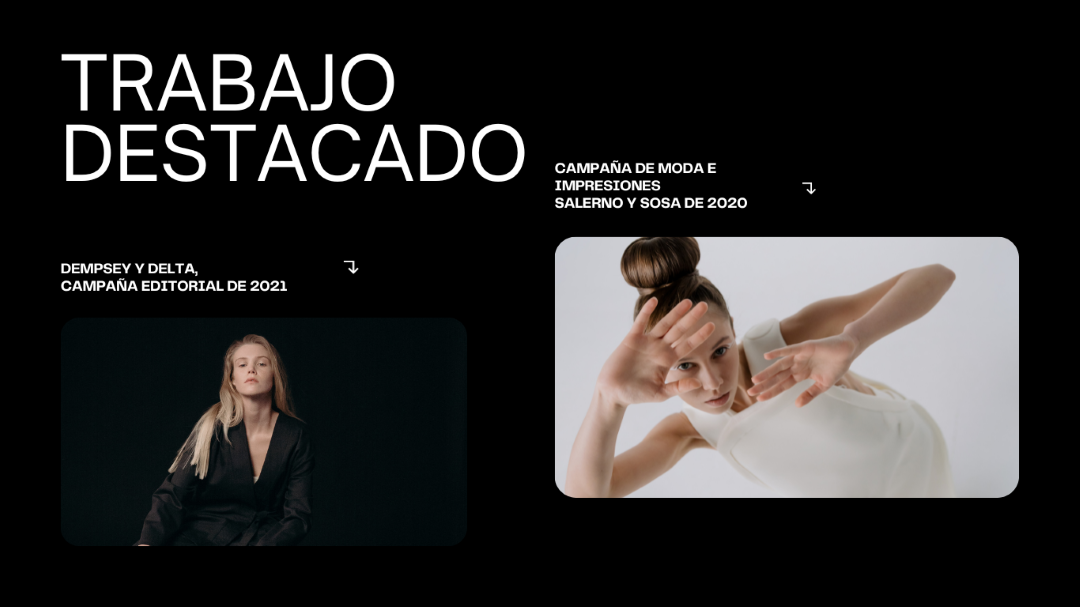 TRABAJO
DESTACADO
CAMPAÑA DE MODA E
IMPRESIONES
SALERNO Y SOSA DE 2020
DEMPSEY Y DELTA,
CAMPAÑA EDITORIAL DE 2021